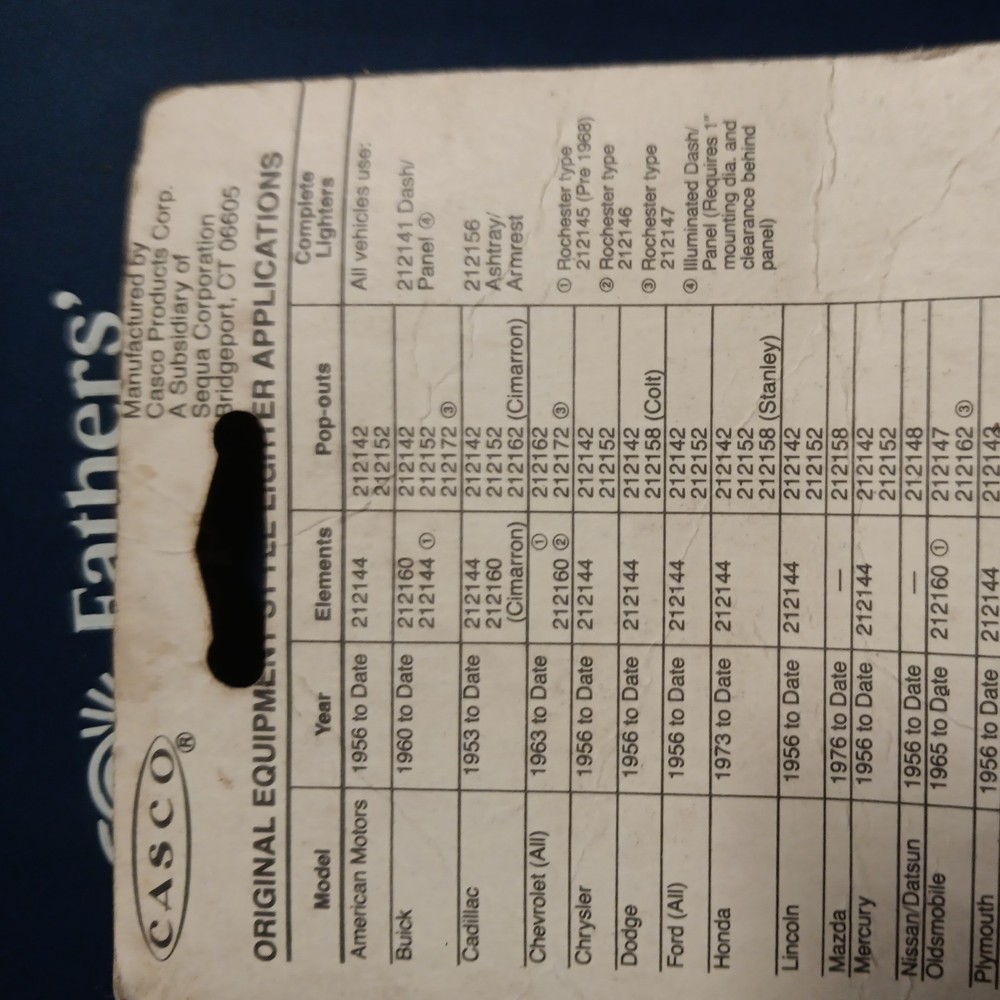 Fathers'
CASCO ®
Manufactured by
Casco Products Corp.
A Subsidiary of
Sequa Corporation
Bridgeport, CT 06605
ORIGINAL EQUIPMENT STYLE LIGHTER APPLICATIONS
Model Year Elements Pop-outs Complete Lighters
American Motors 1956 to Date 212144 212142
212152
Buick 1960 to Date 212160 212142
212144 ① 212152
212172 ③
Cadillac 1953 to Date 212144 212142
212160 212152
(Cimarron) 212162 (Cimarron)
Chevrolet (All) 1963 to Date ① 212162
212160 ② 212172 ③
Chrysler 1956 to Date 212144 212142
212152
Dodge 1956 to Date 212144 212142
212158 (Colt)
Ford (All) 1956 to Date 212144 212142
212152
Honda 1973 to Date 212144 212142
212152
212158 (Stanley)
Lincoln 1956 to Date 212144 212142
212152
Mazda 1976 to Date — 212158
Mercury 1956 to Date 212144 212142
212152
Nissan/Datsun 1956 to Date — 212148
Oldsmobile 1965 to Date 212160 ① 212147
212162 ③
Plymouth 1956 to Date 212144 212142
All vehicles use:
212141 Dash/
Panel ④
212156
Ashtray/
Armrest
① Rochester type
212145 (Pre 1968)
② Rochester type
212146
③ Rochester type
212147
④ Illuminated Dash/
Panel (Requires 1"
mounting dia. and
clearance behind
panel)